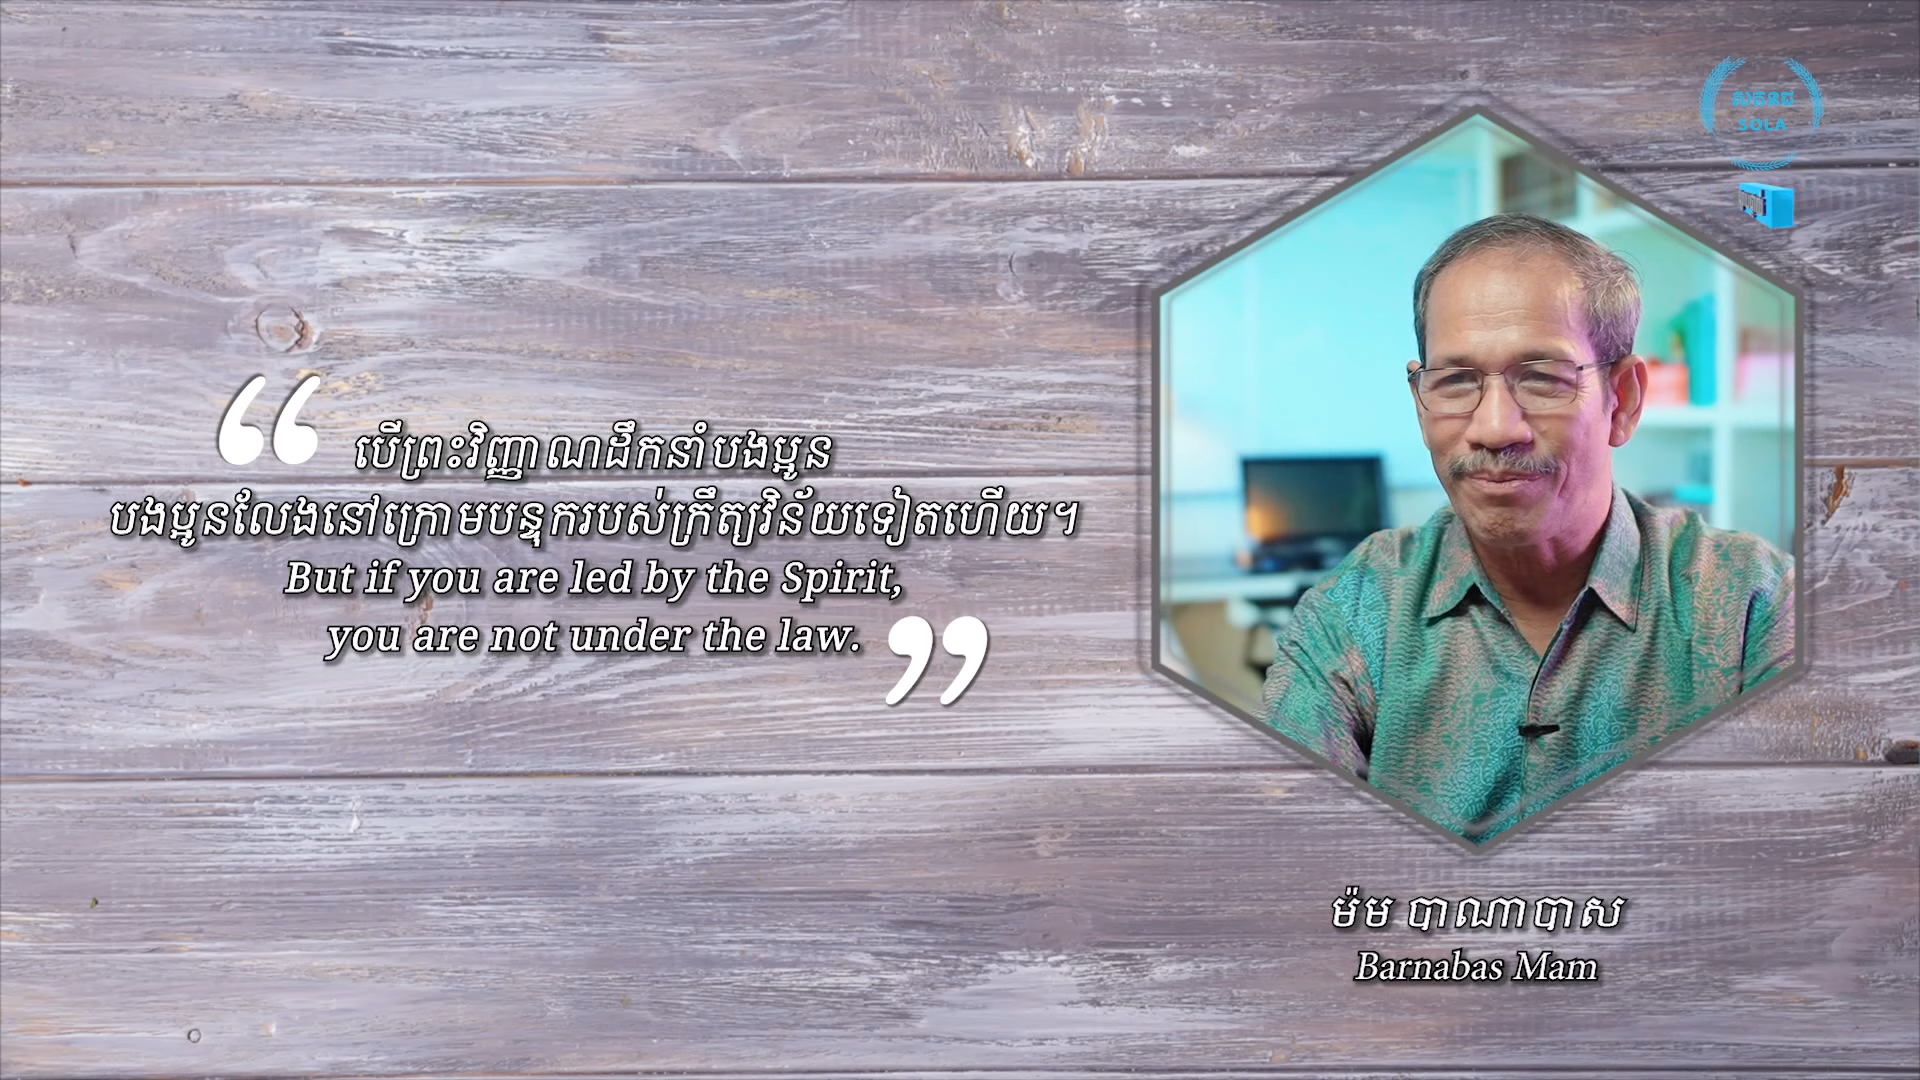 សូឡា
SOLA
បើព្រះវិញ្ញាណដឹកនាំបងប្អូន
បងប្អូនលែងនៅក្រោមបន្ទុករបស់ក្រឹត្យវិន័យទៀតហើយ។
But if you are led by the Spirit,
you are not under the law.
ម៉ម បាណាបាស
Barnabas Mam